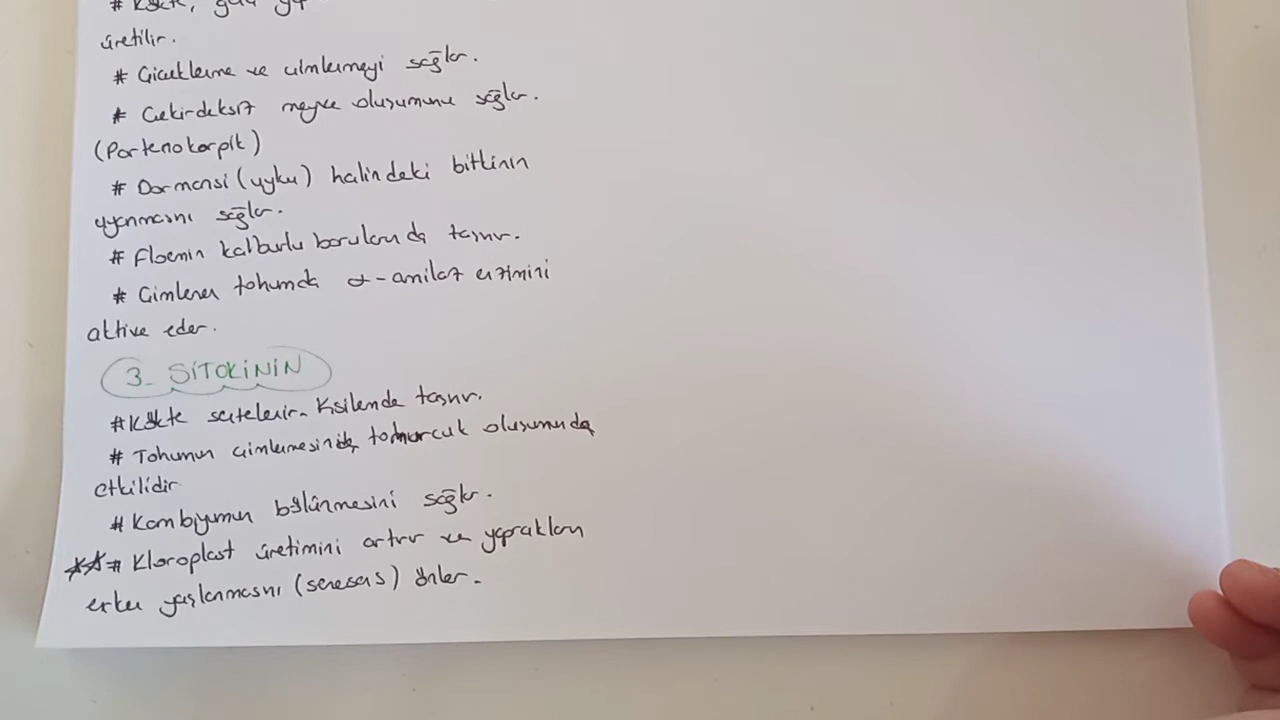 # Kökte,
üretilir.
# Çiçeklenme ve çimlenmeyi sağlar.
# Çekirdeksiz meyve oluşumunu sağlar.
(Partenokarpik)
# Dormansi (uyku) halindeki bitkinin
uyanmasını sağlar.
# Floemin kalburlu borularında taşınır.
# Çimlenen tohumda α-amilaz enzimini
aktive eder.
3- SİTOKİNİN
# Kökte sentezlenir. Ksilemde taşınır.
# Tohumun çimlenmesinde, tomurcuk oluşumunda
etkilidir
# Kambiyumun bölünmesini sağlar.
** # Kloroplast üretimini artırır ve yaprakların
erken yaşlanmasını (senesens) önler.